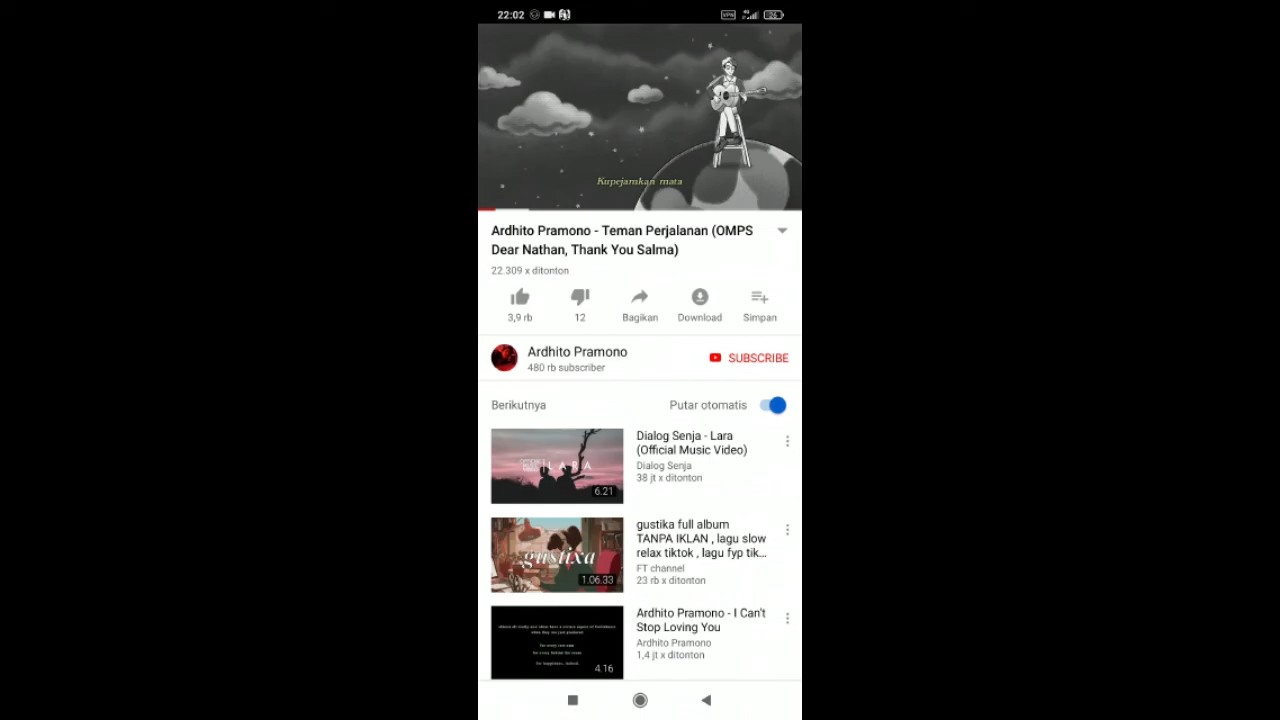 22:02
VPN
4G
Kupejamkan mata
Ardhito Pramono - Teman Perjalanan (OMPS
Dear Nathan, Thank You Salma)
22.309 x ditonton
3,9 rb
12
Bagikan
Download
Simpan
Ardhito Pramono
480 rb subscriber
SUBSCRIBE
Berikutnya
Putar otomatis
LARA
6.21
Dialog Senja - Lara
(Official Music Video)
Dialog Senja
38 jt x ditonton
gustixa
1.06.33
gustika full album
TANPA IKLAN , lagu slow
relax tiktok , lagu fyp tik...
FT channel
23 rb x ditonton
4.16
Ardhito Pramono - I Can't
Stop Loving You
Ardhito Pramono
1,4 jt x ditonton